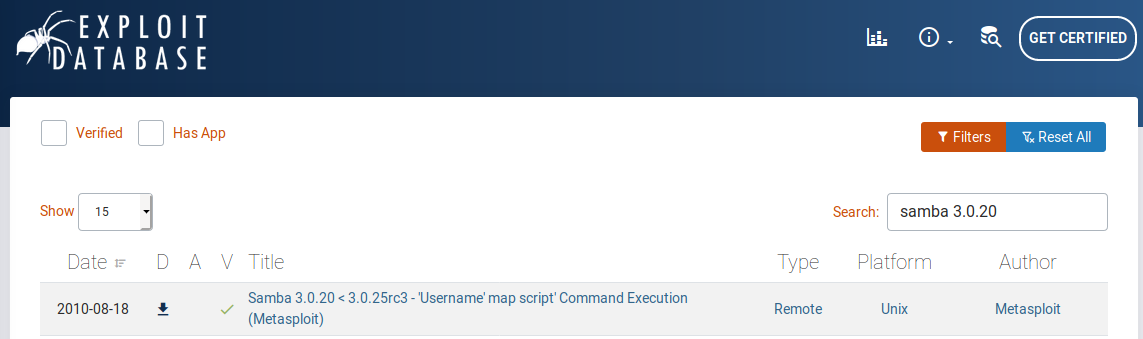 EXPLOIT
DATABASE
GET CERTIFIED
Verified
Has App
Filters
Reset All
Show
15
Search:
samba 3.0.20
Date
D
A
V
Title
Type
Platform
Author
2010-08-18
Samba 3.0.20 < 3.0.25rc3 - 'Username' map script' Command Execution
(Metasploit)
Remote
Unix
Metasploit